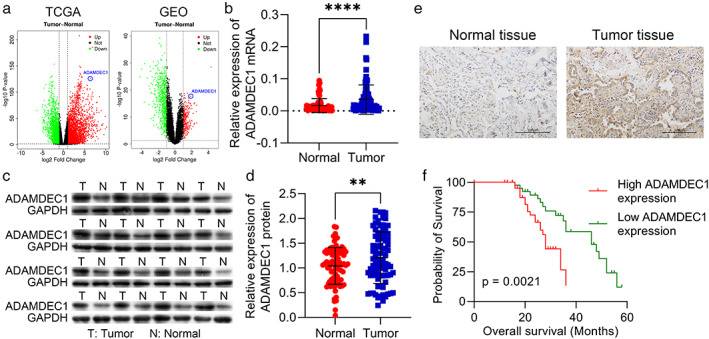 a
TCGA
Tumor-Normal
Up
Not
Down
ADAMDEC1
-log10 P-value
0
50
100
150
200
-10
-5
0
5
10
log2 Fold Change
GEO
Tumor-Normal
Up
Not
Down
ADAMDEC1
-log10 P-value
0
10
20
30
40
-4
-2
0
2
4
log2 Fold Change
b
****
Relative expression of
ADAMDEC1 mRNA
0.3
0.2
0.1
0.0
-0.1
Normal
Tumor
c
T N T N T N T N
ADAMDEC1
GAPDH
T N T N T N T N
ADAMDEC1
GAPDH
T N T N T N T N
ADAMDEC1
GAPDH
T N T N T N T N
ADAMDEC1
GAPDH
T: Tumor N: Normal
d
**
Relative expression of
ADAMDEC1 protein
2.5
2.0
1.5
1.0
0.5
0.0
Normal
Tumor
e
Normal tissue
Tumor tissue
f
Probability of Survival
100
75
50
25
0
0
20
40
60
Overall survival (Months)
p = 0.0021
High ADAMDEC1
expression
Low ADAMDEC1
expression